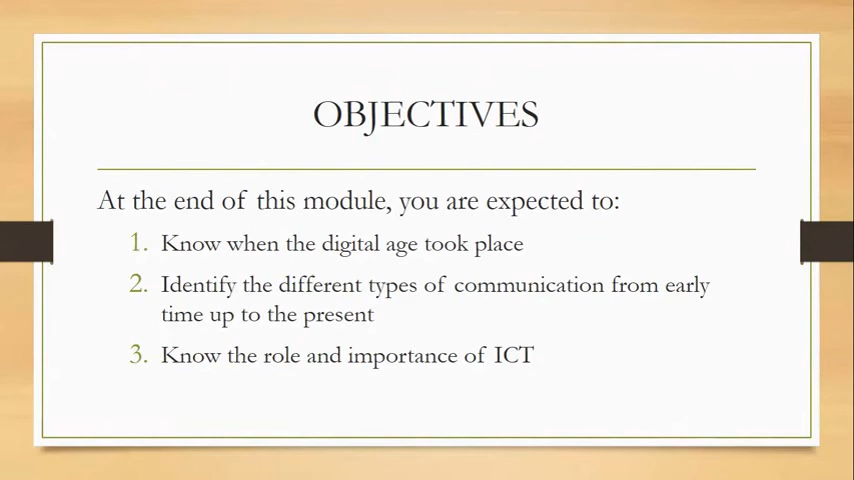 OBJECTIVES
At the end of this module, you are expected to:
1. Know when the digital age took place
2. Identify the different types of communication from early
time up to the present
3. Know the role and importance of ICT